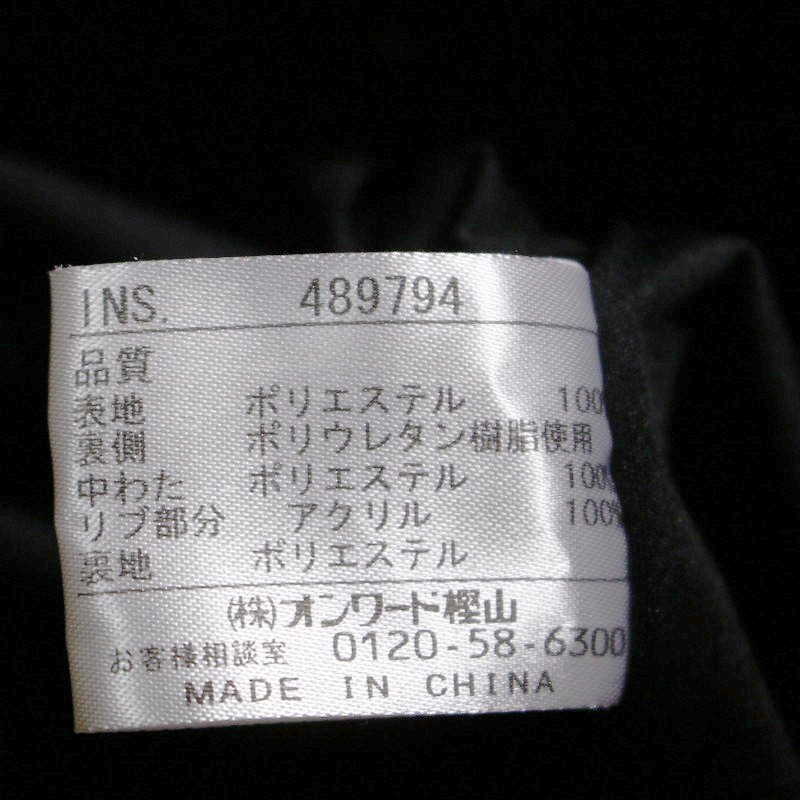 INS. 489794
品質
表地 ポリエステル 100%
裏側 ポリウレタン樹脂使用
中わた ポリエステル 100%
リブ部分 アクリル 100%
裏地 ポリエステル
㈱オンワード樫山
お客様相談室 0120-58-6300
MADE IN CHINA